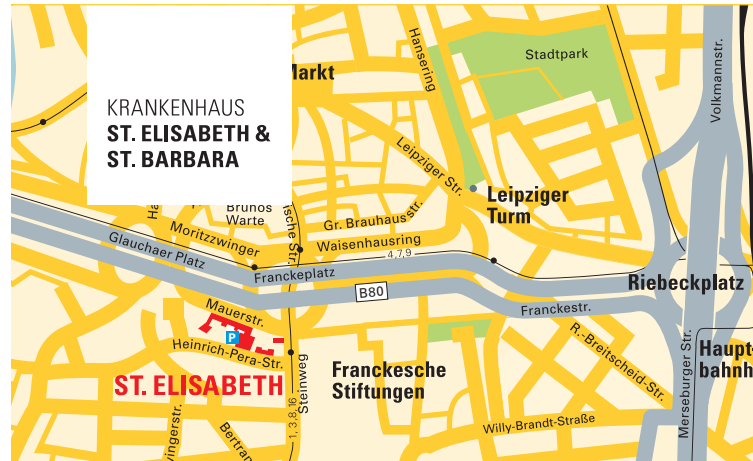 KRANKENHAUS
ST. ELISABETH &
ST. BARBARA
Markt
Hansering
Stadtpark
Volkmannstr.
Leipziger Str.
Leipziger
Turm
Brunos
Warte
Gr. Brauhausstr.
Moritzzwinger
Waisenhausring
Glauchaer Platz
4,7,9
Franckeplatz
B80
Riebeckplatz
Franckestr.
Mauerstr.
P
Heinrich-Pera-Str.
R.-Breitscheid-Str.
Merseburger Str.
Haupt-
bahnh
ST. ELISABETH
Franckesche
Stiftungen
Steinweg
1, 3, 8, 16
Willy-Brandt-Straße